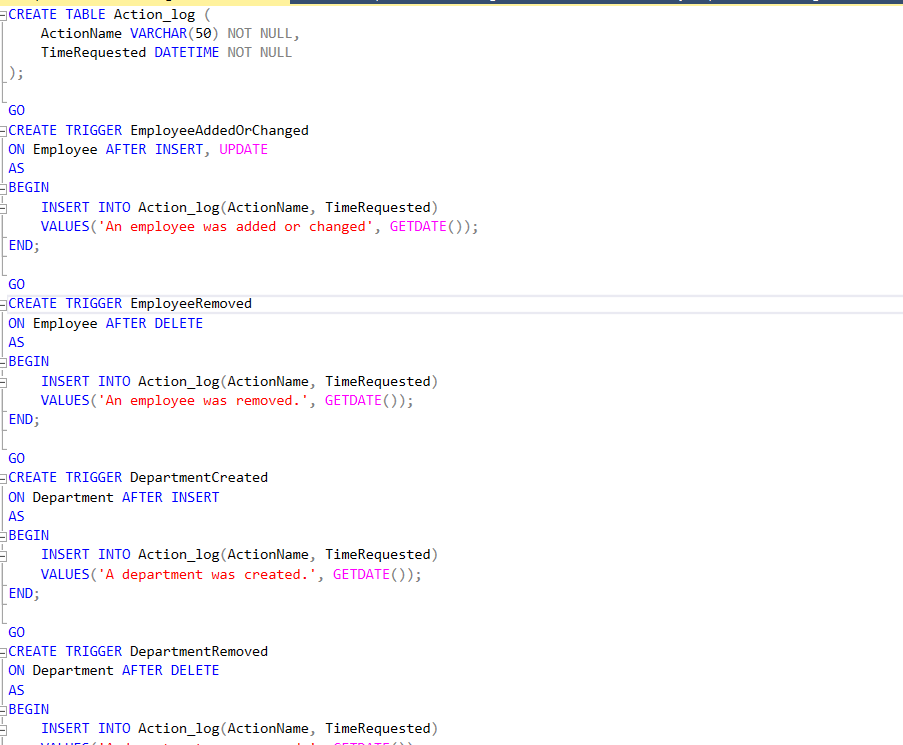 CREATE TABLE Action_log (
    ActionName VARCHAR(50) NOT NULL,
    TimeRequested DATETIME NOT NULL
);

GO
CREATE TRIGGER EmployeeAddedOrChanged
ON Employee AFTER INSERT, UPDATE
AS
BEGIN
    INSERT INTO Action_log(ActionName, TimeRequested)
    VALUES('An employee was added or changed', GETDATE());
END;

GO
CREATE TRIGGER EmployeeRemoved
ON Employee AFTER DELETE
AS
BEGIN
    INSERT INTO Action_log(ActionName, TimeRequested)
    VALUES('An employee was removed.', GETDATE());
END;

GO
CREATE TRIGGER DepartmentCreated
ON Department AFTER INSERT
AS
BEGIN
    INSERT INTO Action_log(ActionName, TimeRequested)
    VALUES('A department was created.', GETDATE());
END;

GO
CREATE TRIGGER DepartmentRemoved
ON Department AFTER DELETE
AS
BEGIN
    INSERT INTO Action_log(ActionName, TimeRequested)